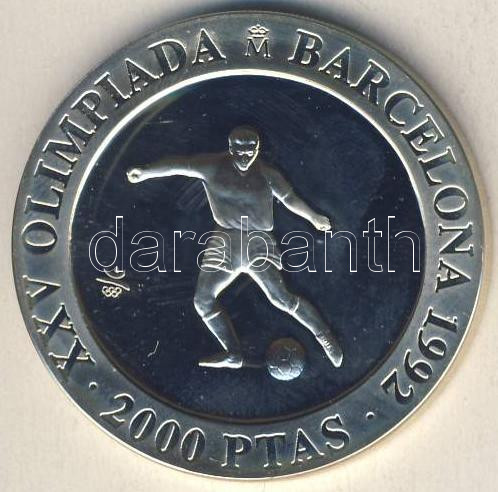 XXV OLIMPIADA M BARCELONA 1992 · 2000 PTAS ·
darabanth